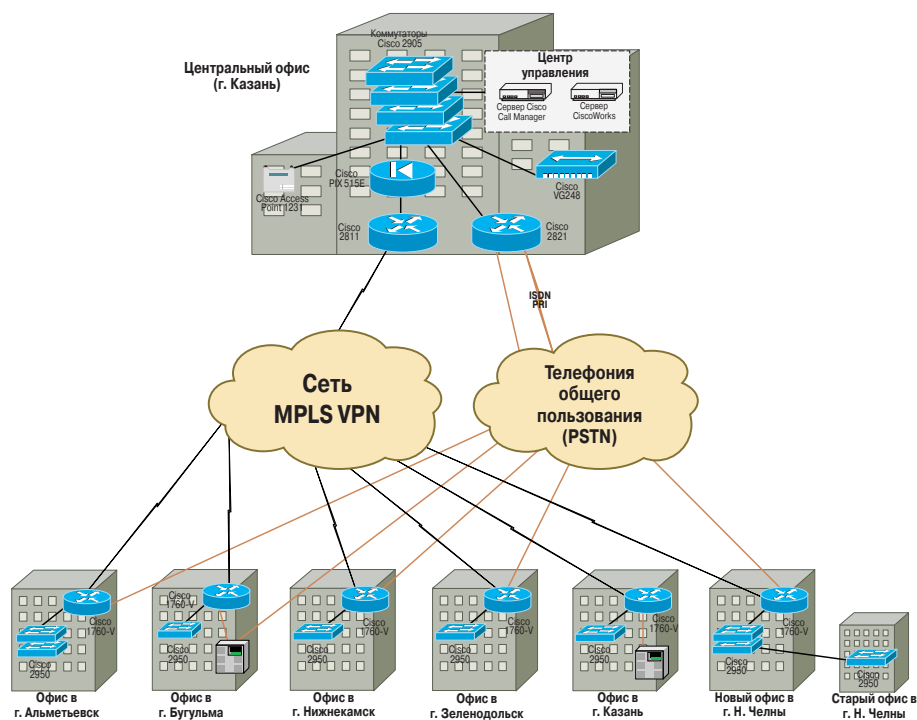 Коммутаторы
Cisco 2905
Центральный офис
(г. Казань)
Центр
управления
Сервер Cisco
Call Manager
Сервер
CiscoWorks
Cisco
PIX 515E
Cisco Access
Point 1231
Cisco
VG248
Cisco
2811
Cisco
2821
ISDN
PRI
Сеть
MPLS VPN
Телефония
общего
пользования
(PSTN)
Cisco
1760-V
Cisco
2950
Офис в
г. Альметьевск
Cisco
1760-V
Cisco
2950
Офис в
г. Бугульма
Cisco
1760-V
Cisco
2950
Офис в
г. Нижнекамск
Cisco
1760-V
Cisco
2950
Офис в
г. Зеленодольск
Cisco
1760-V
Cisco
2950
Офис в
г. Казань
Cisco
1760-V
Cisco
2950
Новый офис в
г. Н. Челны
Cisco
2950
Старый офис в
г. Н. Челны